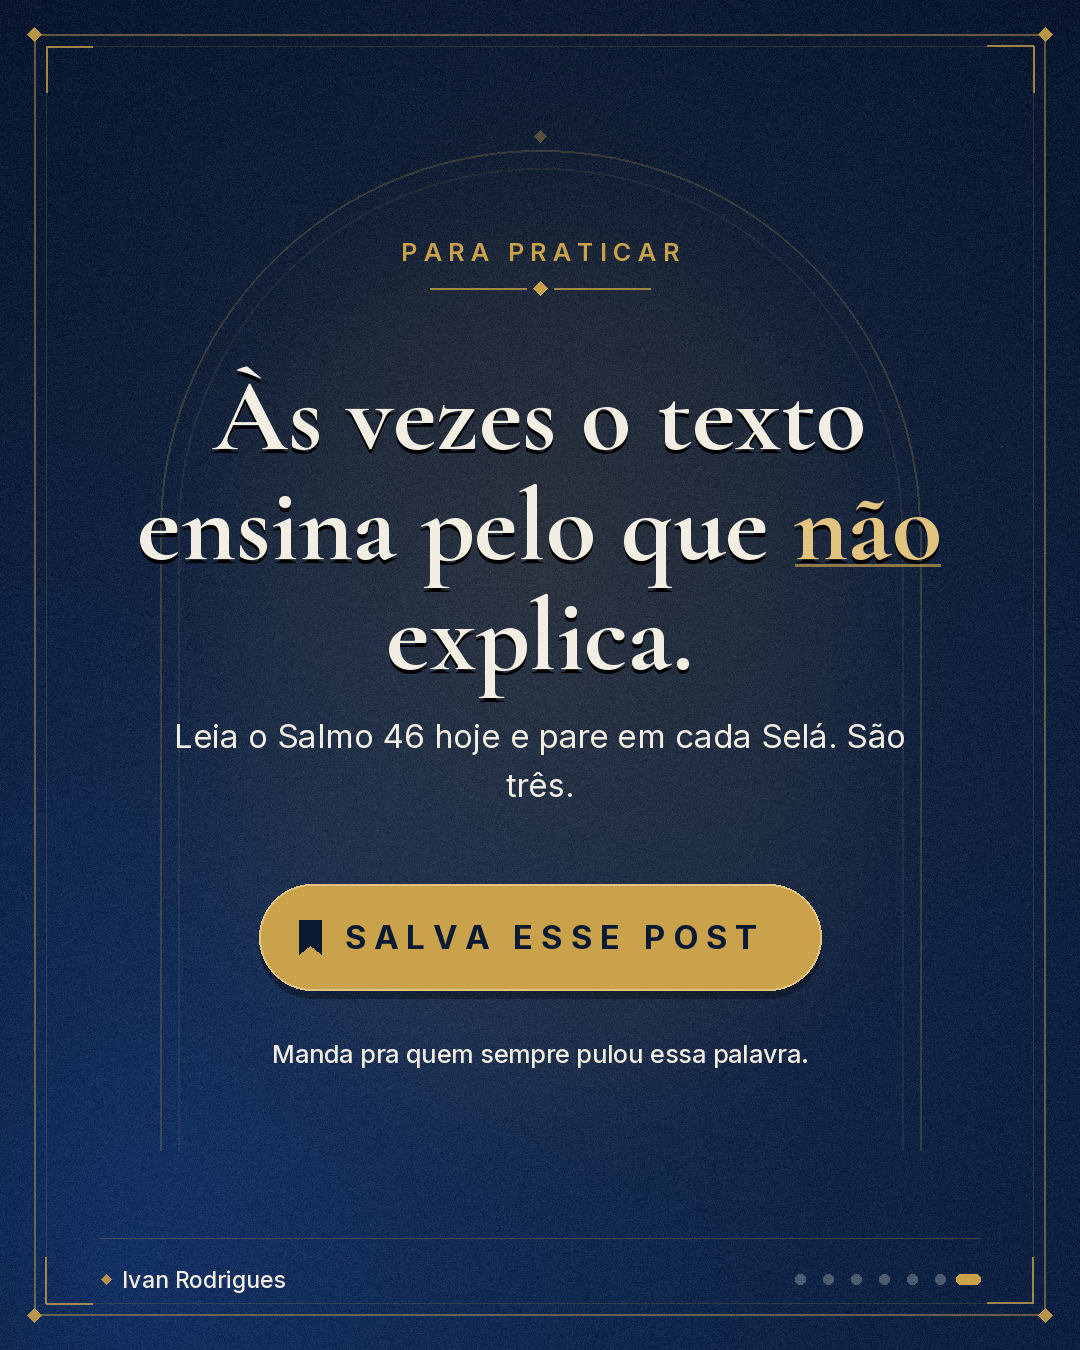 PARA PRATICAR
Às vezes o texto
ensina pelo que não
explica.
Leia o Salmo 46 hoje e pare em cada Selá. São
três.
SALVA ESSE POST
Manda pra quem sempre pulou essa palavra.
Ivan Rodrigues